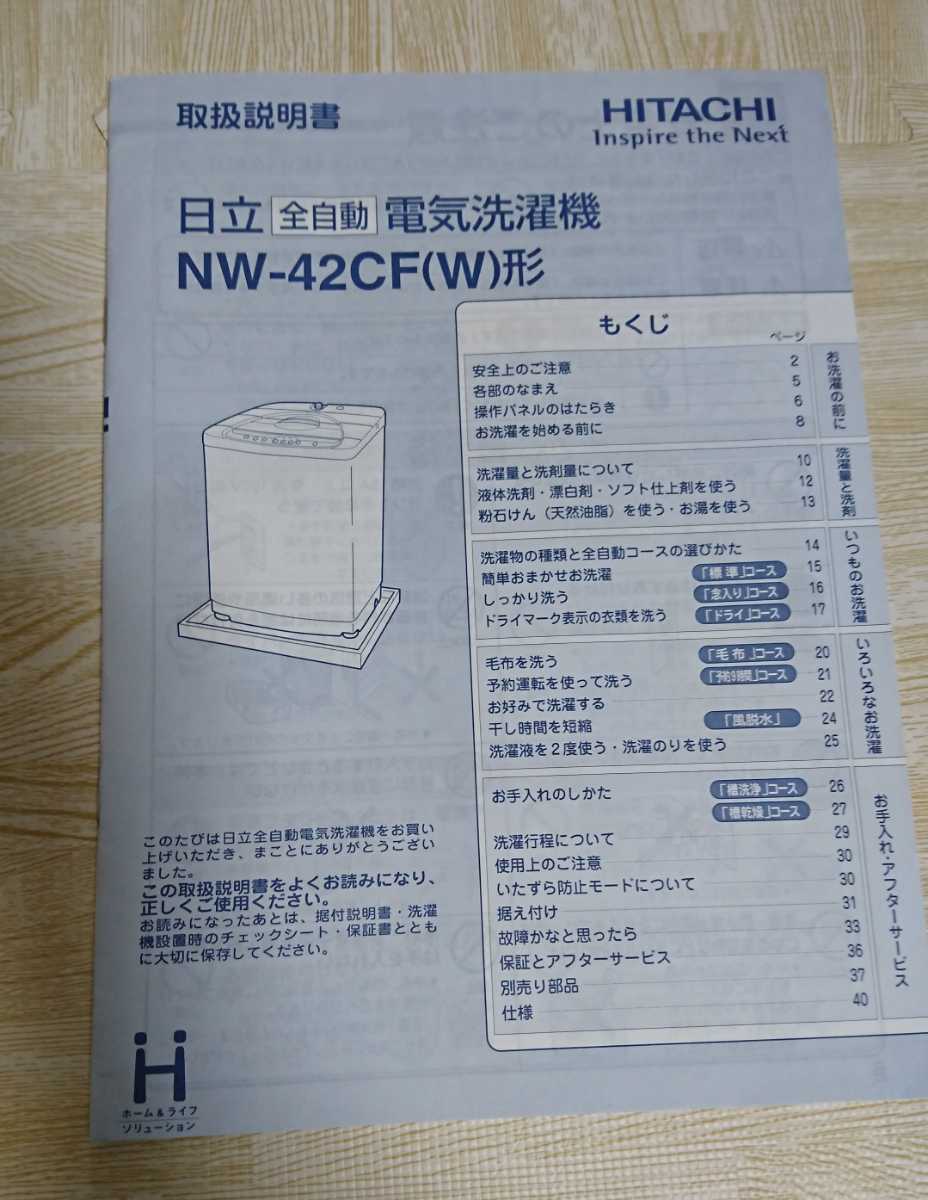 取扱説明書
HITACHI
Inspire the Next
日立 全自動 電気洗濯機
NW-42CF(W)形
もくじ
ページ
お洗濯の前に
安全上のご注意 2
各部のなまえ 5
操作パネルのはたらき 6
お洗濯を始める前に 8
洗濯量と洗剤
洗濯量と洗剤量について 10
液体洗剤・漂白剤・ソフト仕上剤を使う 12
粉石けん（天然油脂）を使う・お湯を使う 13
いつものお洗濯
洗濯物の種類と全自動コースの選びかた 14
簡単おまかせお洗濯 「標準」コース 15
しっかり洗う 「念入り」コース 16
ドライマーク表示の衣類を洗う 「ドライ」コース 17
いろいろなお洗濯
毛布を洗う 「毛布」コース 20
予約運転を使って洗う 「予約9時間」コース 21
お好みで洗濯する 22
干し時間を短縮 「風脱水」 24
洗濯液を2度使う・洗濯のりを使う 25
お手入れ・アフターサービス
お手入れのしかた 「槽洗浄」コース 26
「槽乾燥」コース 27
洗濯行程について 29
使用上のご注意 30
いたずら防止モードについて 30
据え付け 31
故障かなと思ったら 33
保証とアフターサービス 36
別売り部品 37
仕様 40
このたびは日立全自動電気洗濯機をお買い
上げいただき、まことにありがとうござい
ました。
この取扱説明書をよくお読みになり、
正しくご使用ください。
お読みになったあとは、据付説明書・洗濯
機設置時のチェックシート・保証書ととも
に大切に保存してください。
ホーム＆ライフ
ソリューション